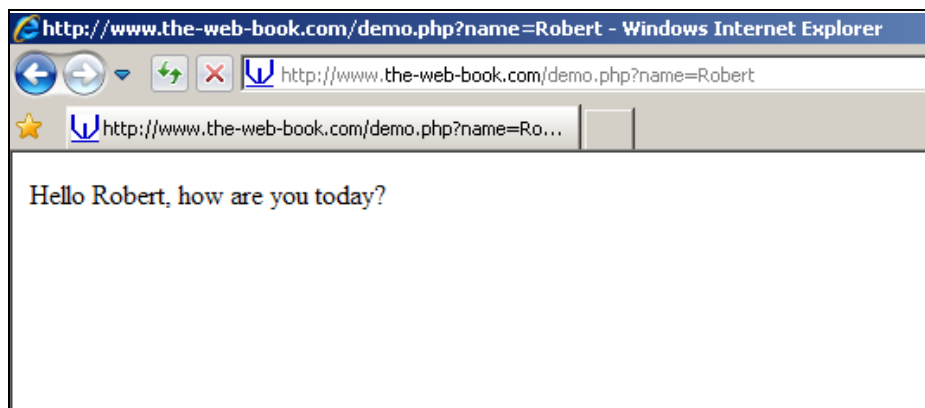 http://www.the-web-book.com/demo.php?name=Robert - Windows Internet Explorer
http://www.the-web-book.com/demo.php?name=Robert
http://www.the-web-book.com/demo.php?name=Ro...
Hello Robert, how are you today?